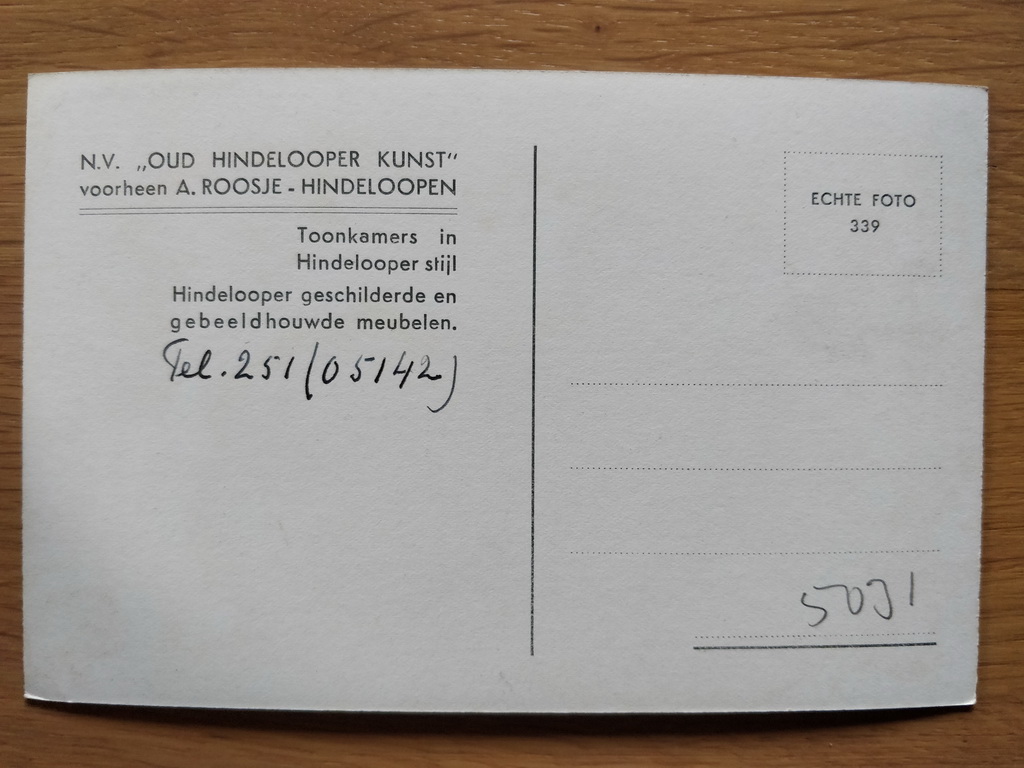 N.V. „OUD HINDELOOPER KUNST"
voorheen A. ROOSJE - HINDELOOPEN
Toonkamers in
Hindelooper stijl
Hindelooper geschilderde en
gebeeldhouwde meubelen.
Tel. 251 (05142)
ECHTE FOTO
339
5031